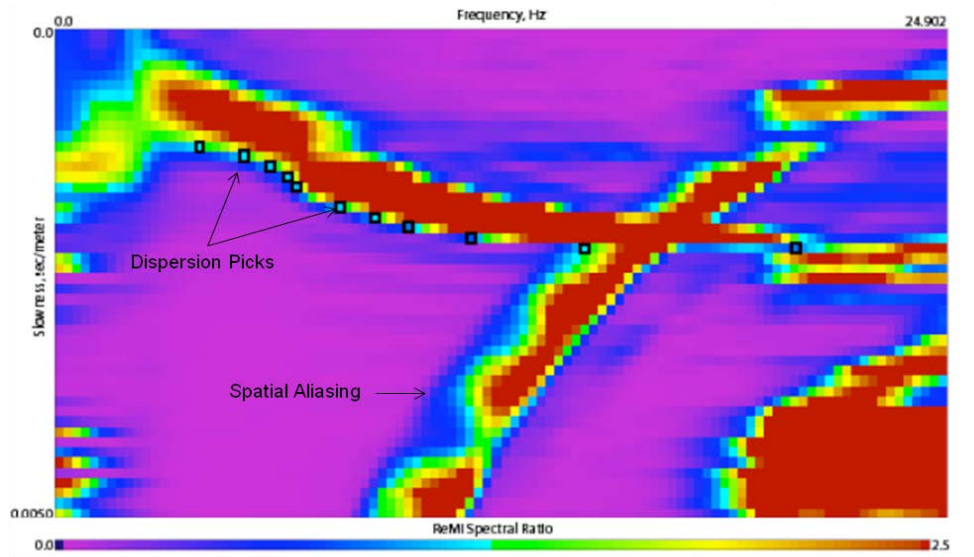 Frequency, Hz
0.0
24.902
0.0
Slowness, sec/meter
Dispersion Picks
Spatial Aliasing
0.0050
ReMi Spectral Ratio
0.0
2.5